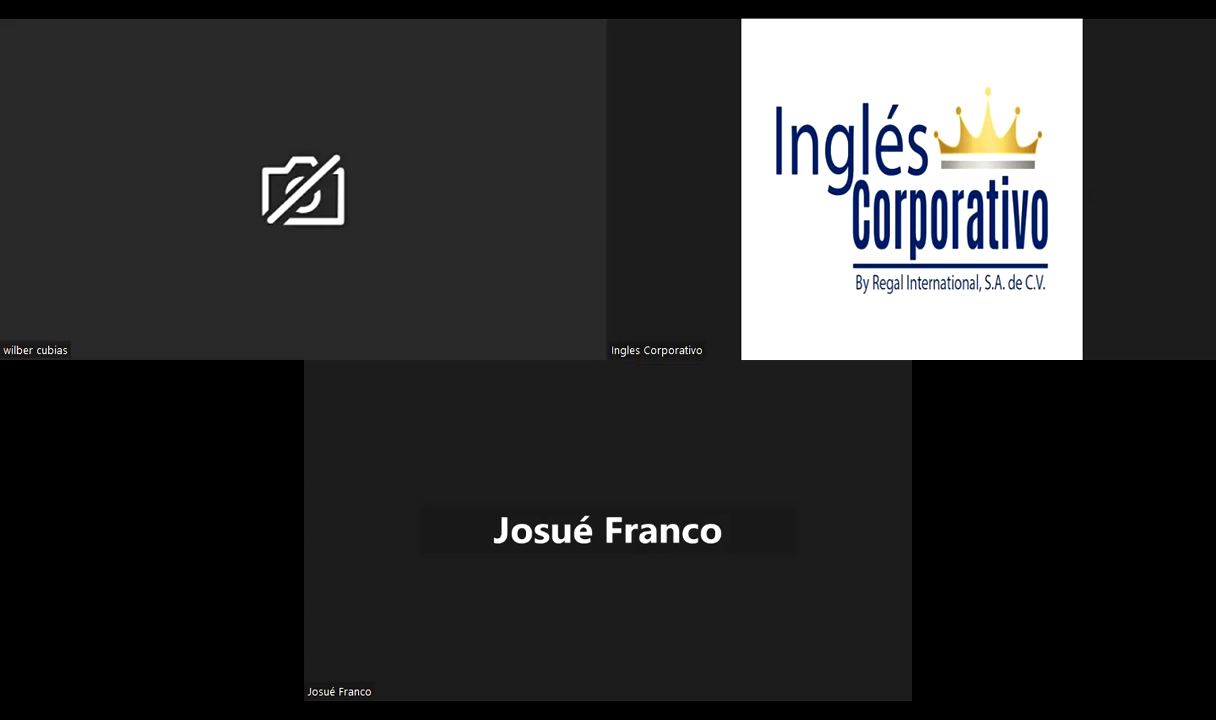 Inglés
Corporativo
By Regal International, S.A. de C.V.
wilber cubias
Ingles Corporativo
Josué Franco
Josué Franco